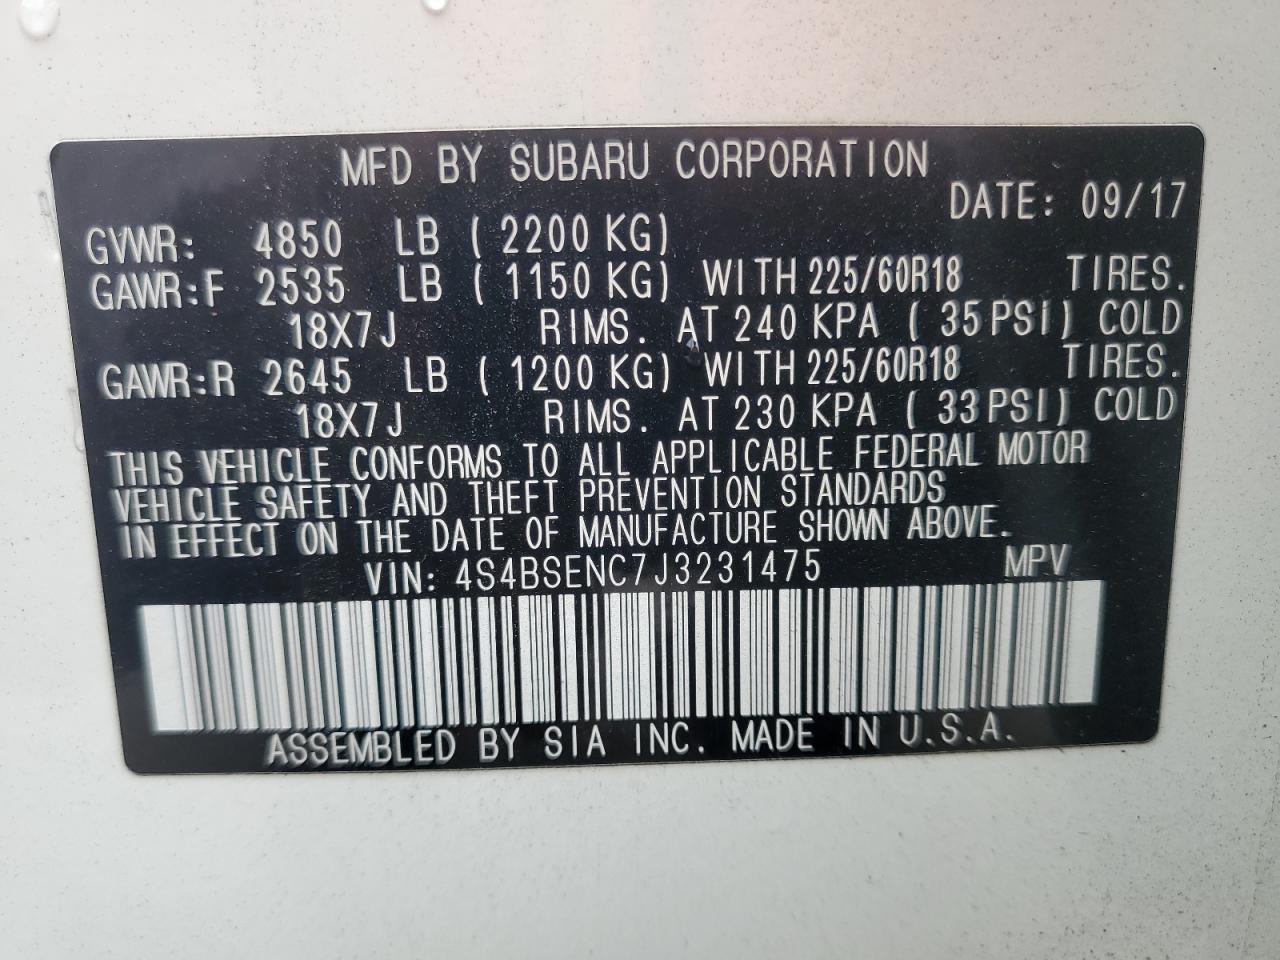 MFD BY SUBARU CORPORATION
DATE: 09/17
GVWR: 4850 LB ( 2200 KG)
GAWR:F 2535 LB ( 1150 KG) WITH 225/60R18 TIRES.
18X7J RIMS. AT 240 KPA ( 35 PSI) COLD
GAWR:R 2645 LB ( 1200 KG) WITH 225/60R18 TIRES.
18X7J RIMS. AT 230 KPA ( 33 PSI) COLD
THIS VEHICLE CONFORMS TO ALL APPLICABLE FEDERAL MOTOR
VEHICLE SAFETY AND THEFT PREVENTION STANDARDS
IN EFFECT ON THE DATE OF MANUFACTURE SHOWN ABOVE.
VIN: 4S4BSENC7J3231475 MPV
ASSEMBLED BY SIA INC. MADE IN U.S.A.